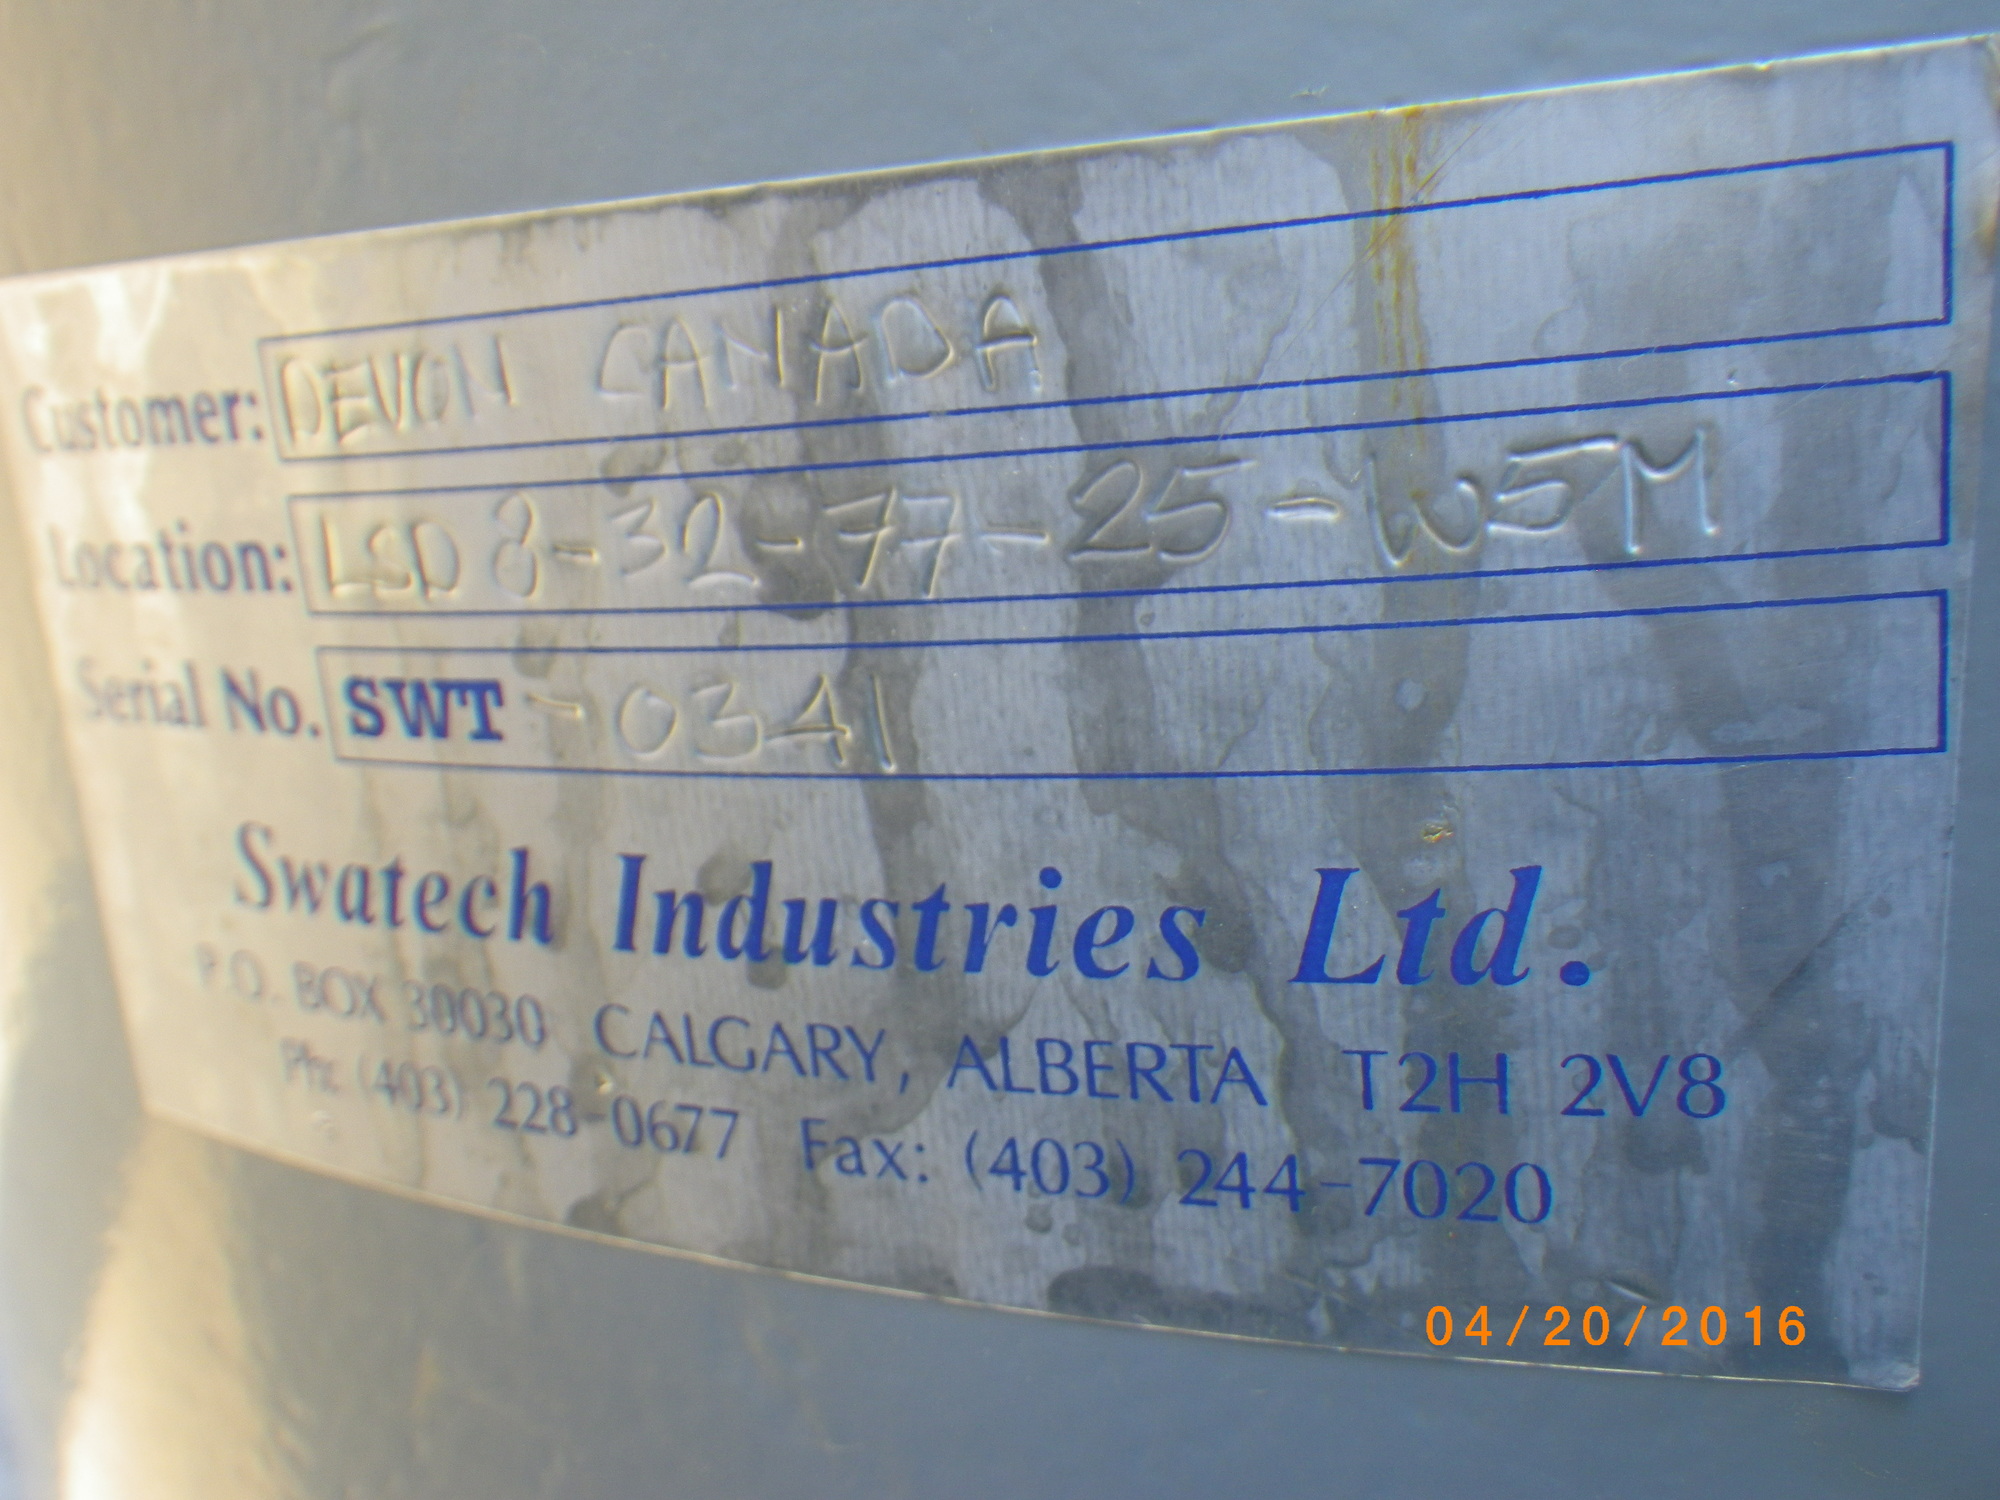 Customer: DEVON CANADA
Location: LSD 8-32-77-25-W5M
Serial No. SWT-0341
Swatech Industries Ltd.
P.O. BOX 30030 CALGARY, ALBERTA T2H 2V8
Ph: (403) 228-0677 Fax: (403) 244-7020
04/20/2016